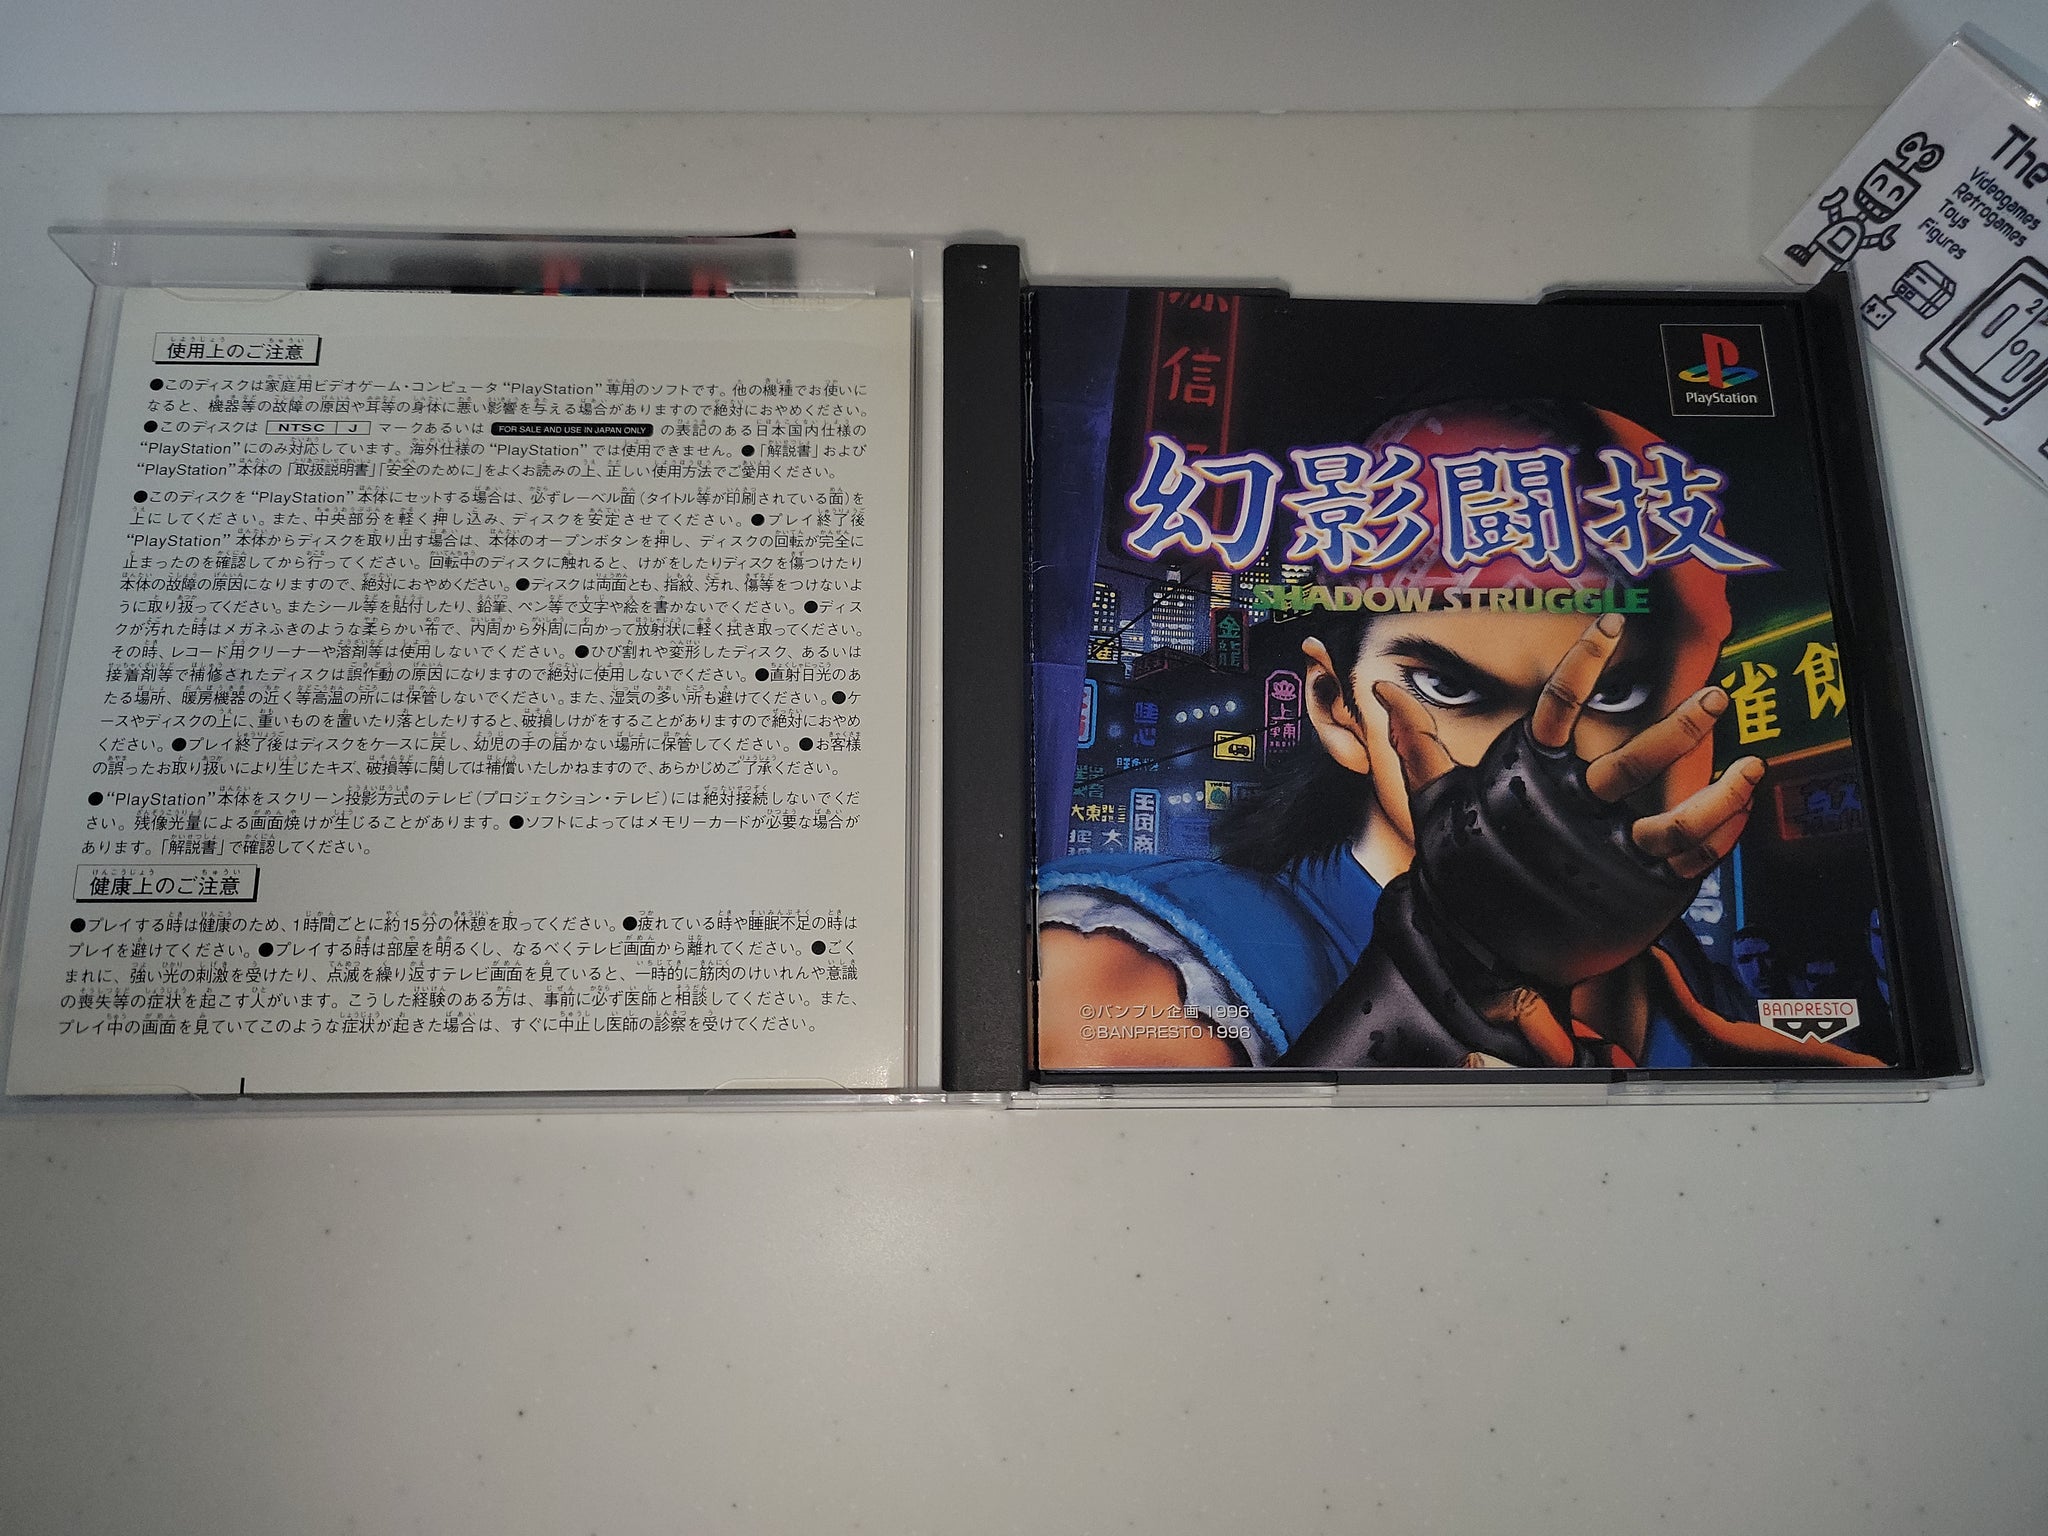 使用上のご注意
●このディスクは家庭用ビデオゲーム・コンピュータ“PlayStation”専用のソフトです。他の機種でお使いに
なると、機器等の故障の原因や耳等の身体に悪い影響を与える場合がありますので絶対におやめください。
●このディスクは NTSC J マークあるいは FOR SALE AND USE IN JAPAN ONLY の表記のある日本国内仕様の
“PlayStation”にのみ対応しています。海外仕様の“PlayStation”では使用できません。●「解説書」および
“PlayStation”本体の「取扱説明書」「安全のために」をよくお読みの上、正しい使用方法でご愛用ください。
●このディスクを“PlayStation”本体にセットする場合は、必ずレーベル面(タイトル等が印刷されている面)を
上にしてください。また、中央部分を軽く押し込み、ディスクを安定させてください。●プレイ終了後
“PlayStation”本体からディスクを取り出す場合は、本体のオープンボタンを押し、ディスクの回転が完全に
止まったのを確認してから行ってください。回転中のディスクに触れると、けがをしたりディスクを傷つけたり
本体の故障の原因になりますので、絶対におやめください。●ディスクは両面とも、指紋、汚れ、傷等をつけないよ
うに取り扱ってください。またシール等を貼付したり、鉛筆、ペン等で文字や絵を書かないでください。●ディス
クが汚れた時はメガネふきのような柔らかい布で、内周から外周に向かって放射状に軽く拭き取ってください。
その時、レコード用クリーナーや溶剤等は使用しないでください。●ひび割れや変形したディスク、あるいは
接着剤等で補修されたディスクは誤作動の原因になりますので絶対に使用しないでください。●直射日光のあ
たる場所、暖房機器の近く等高温の所には保管しないでください。また、湿気の多い所も避けてください。●ケ
ースやディスクの上に、重いものを置いたり落としたりすると、破損しけがをすることがありますので絶対におやめ
ください。●プレイ終了後はディスクをケースに戻し、幼児の手の届かない場所に保管してください。●お客様
の誤ったお取り扱いにより生じたキズ、破損等に関しては補償いたしかねますので、あらかじめご了承ください。
●“PlayStation”本体をスクリーン投影方式のテレビ(プロジェクション・テレビ)には絶対接続しないでくだ
さい。残像光量による画面焼けが生じることがあります。●ソフトによってはメモリーカードが必要な場合が
あります。「解説書」で確認してください。
健康上のご注意
●プレイする時は健康のため、1時間ごとに約15分の休憩を取ってください。●疲れている時や睡眠不足の時は
プレイを避けてください。●プレイする時は部屋を明るくし、なるべくテレビ画面から離れてください。●ごく
まれに、強い光の刺激を受けたり、点滅を繰り返すテレビ画面を見ていると、一時的に筋肉のけいれんや意識
の喪失等の症状を起こす人がいます。こうした経験のある方は、事前に必ず医師と相談してください。また、
プレイ中の画面を見ていてこのような症状が起きた場合は、すぐに中止し医師の診察を受けてください。
信
PlayStation
幻影闘技
SHADOW STRUGGLE
金龍
雀飾
大東
©バンプレ企画 1996
©BANPRESTO 1996
BANPRESTO
The
Videogames
Retrogames
Toys
Figures